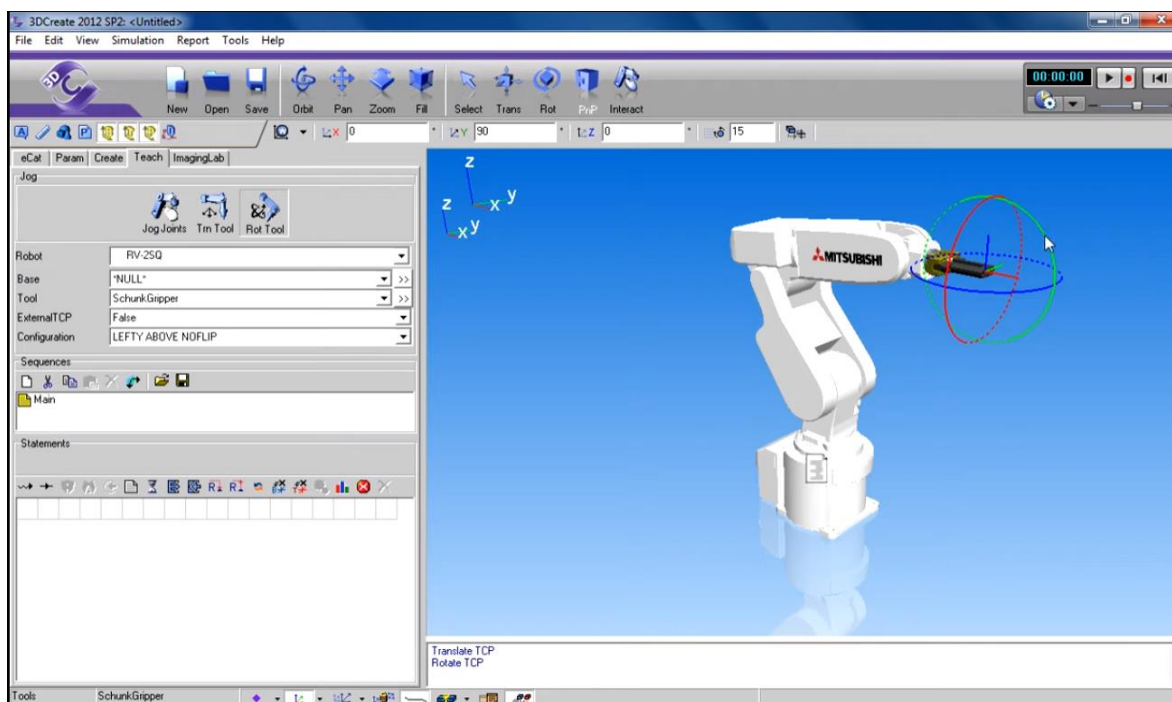 3DCreate 2012 SP2: <Untitled>
File Edit View Simulation Report Tools Help
3D
New Open Save Orbit Pan Zoom Fill Select Trans Rot PnP Interact
00:00:00
X 0 ° Y 90 ° Z 0 ° 15
eCat Param Create Teach ImagingLab
Jog
Jog Joints Trn Tool Rot Tool
Robot RV-2SQ
Base *NULL* >>
Tool SchunkGripper >>
ExternalTCP False
Configuration LEFTY ABOVE NOFLIP
Sequences
Main
Statements
z
y
x
z
y
x
MITSUBISHI
Translate TCP
Rotate TCP
Tools SchunkGripper